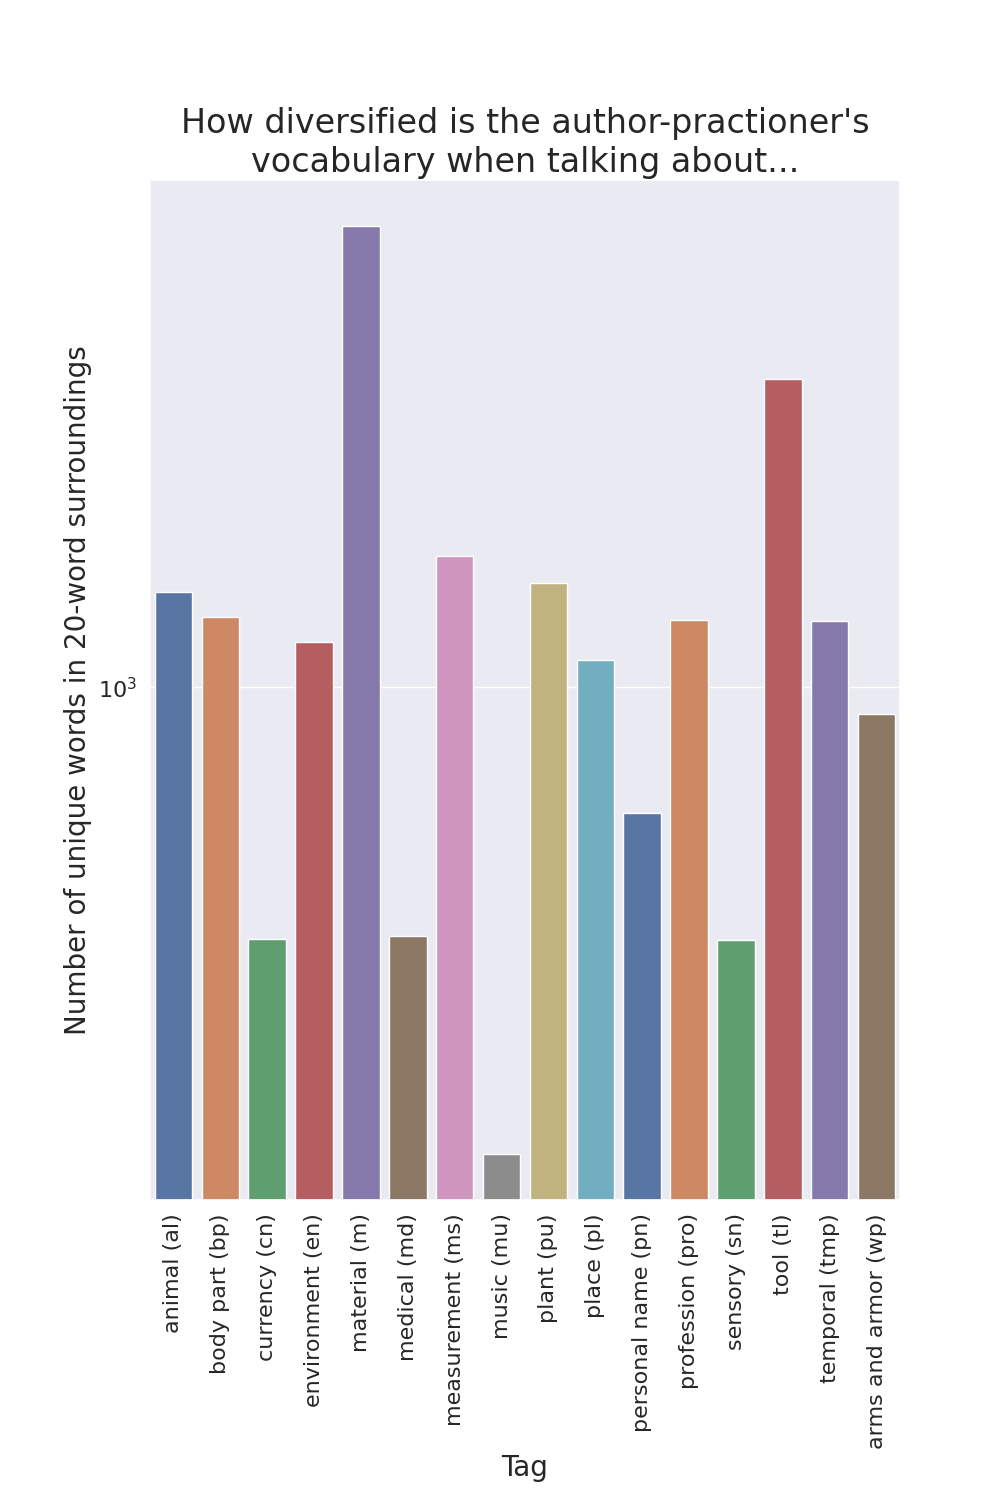 How diversified is the author-practioner's
vocabulary when talking about...
Number of unique words in 20-word surroundings
10³
animal (al)
body part (bp)
currency (cn)
environment (en)
material (m)
medical (md)
measurement (ms)
music (mu)
plant (pu)
place (pl)
personal name (pn)
profession (pro)
sensory (sn)
tool (tl)
temporal (tmp)
arms and armor (wp)
Tag